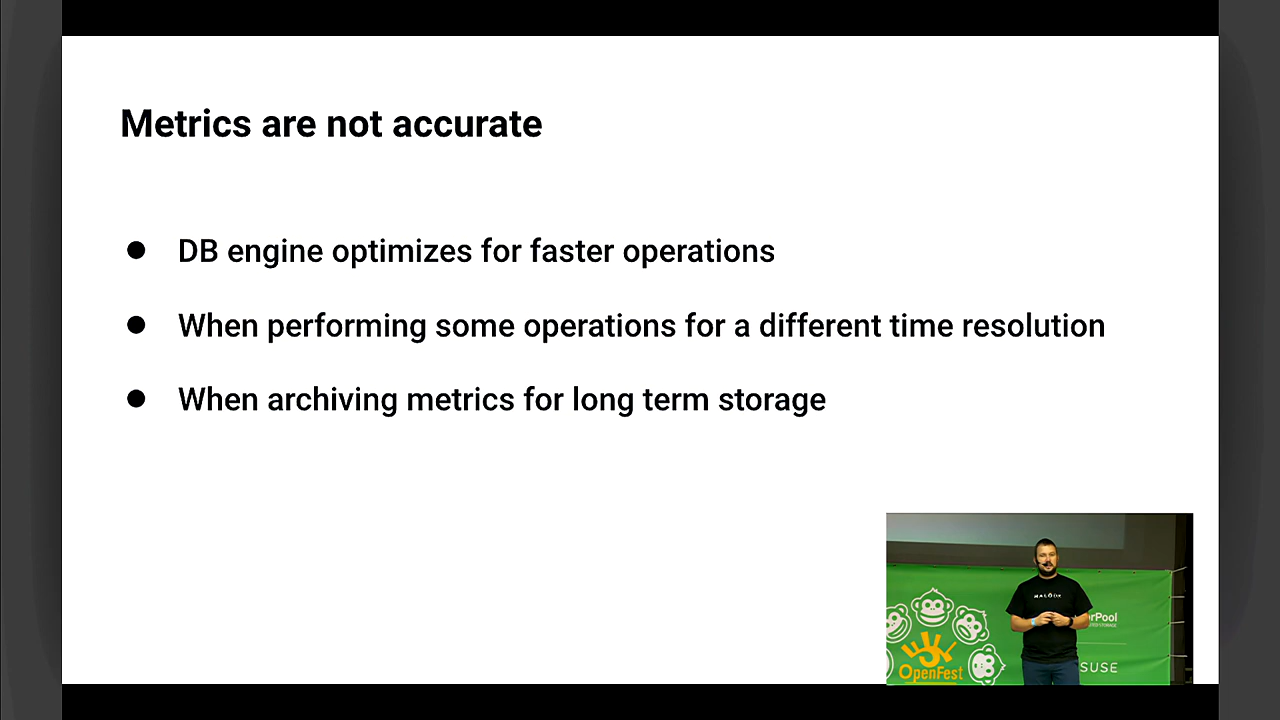 Metrics are not accurate
● DB engine optimizes for faster operations
● When performing some operations for a different time resolution
● When archiving metrics for long term storage
OpenFest
rPool
SUSE